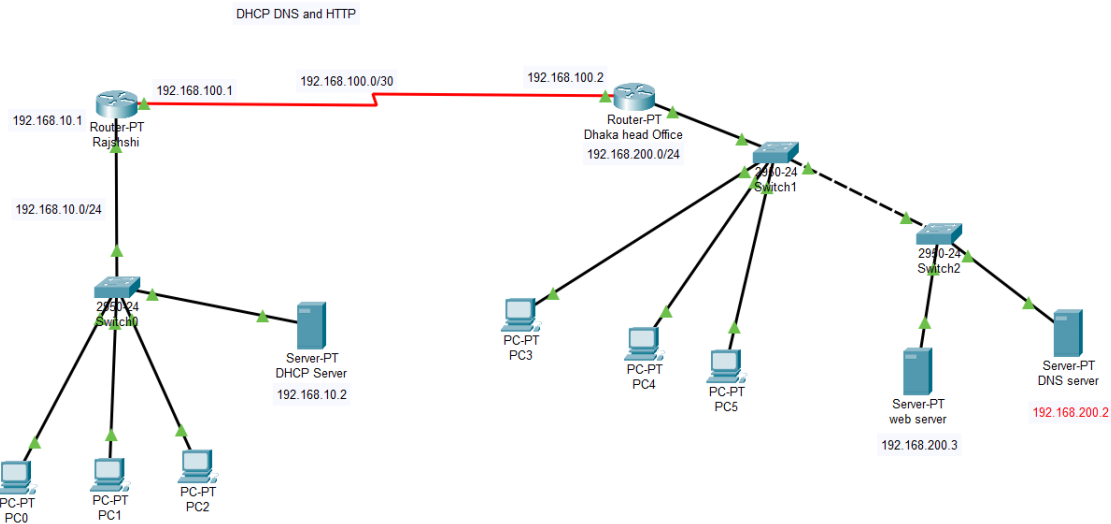 DHCP DNS and HTTP
192.168.100.1
192.168.100.0/30
192.168.100.2
192.168.10.1
Router-PT
Rajshshi
Router-PT
Dhaka head Office
192.168.200.0/24
2950-24
Switch1
192.168.10.0/24
2950-24
Switch2
2950-24
Switch0
PC-PT
PC3
PC-PT
PC4
PC-PT
PC5
Server-PT
DHCP Server
192.168.10.2
Server-PT
DNS server
192.168.200.2
Server-PT
web server
192.168.200.3
PC-PT
PC0
PC-PT
PC1
PC-PT
PC2